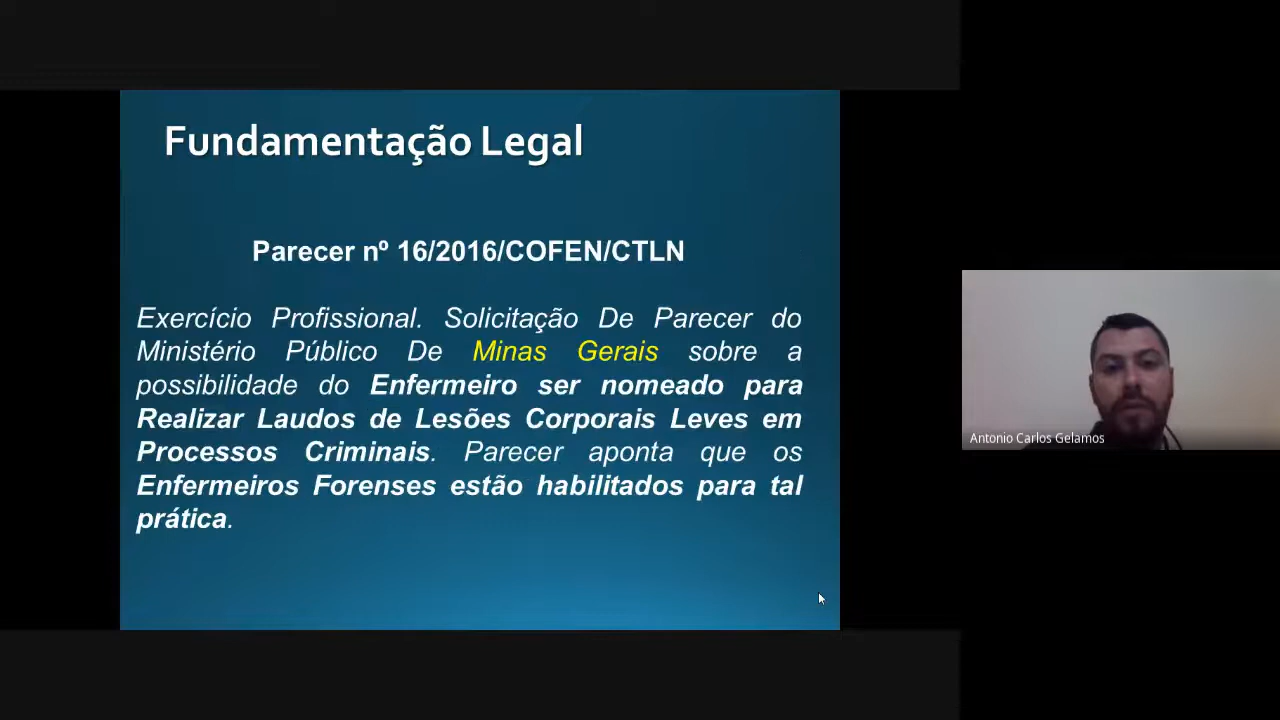 Fundamentação Legal
Parecer nº 16/2016/COFEN/CTLN
Exercício Profissional. Solicitação De Parecer do
Ministério Público De Minas Gerais sobre a
possibilidade do Enfermeiro ser nomeado para
Realizar Laudos de Lesões Corporais Leves em
Processos Criminais. Parecer aponta que os
Enfermeiros Forenses estão habilitados para tal
prática.
Antonio Carlos Gelamos